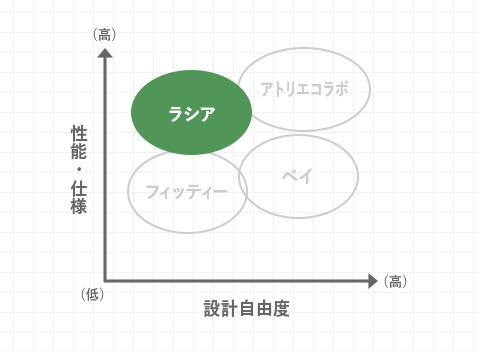 （高）
アトリエコラボ
ラシア
性能・仕様
ベイ
フィッティー
（高）
（低）
設計自由度